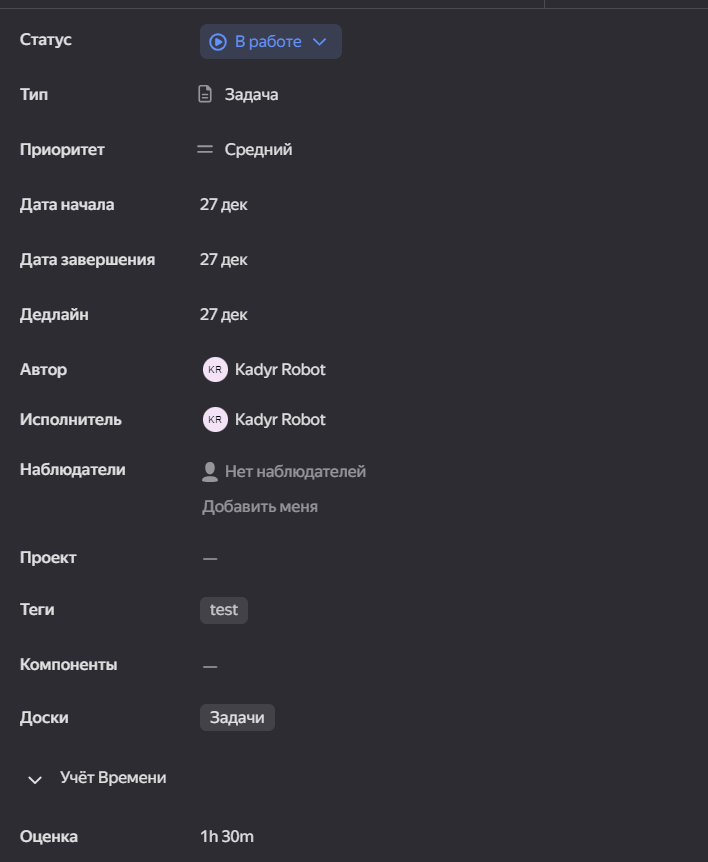 Статус В работе
Тип Задача
Приоритет Средний
Дата начала 27 дек
Дата завершения 27 дек
Дедлайн 27 дек
Автор KR Kadyr Robot
Исполнитель KR Kadyr Robot
Наблюдатели Нет наблюдателей
Добавить меня
Проект —
Теги test
Компоненты —
Доски Задачи
Учёт Времени
Оценка 1h 30m